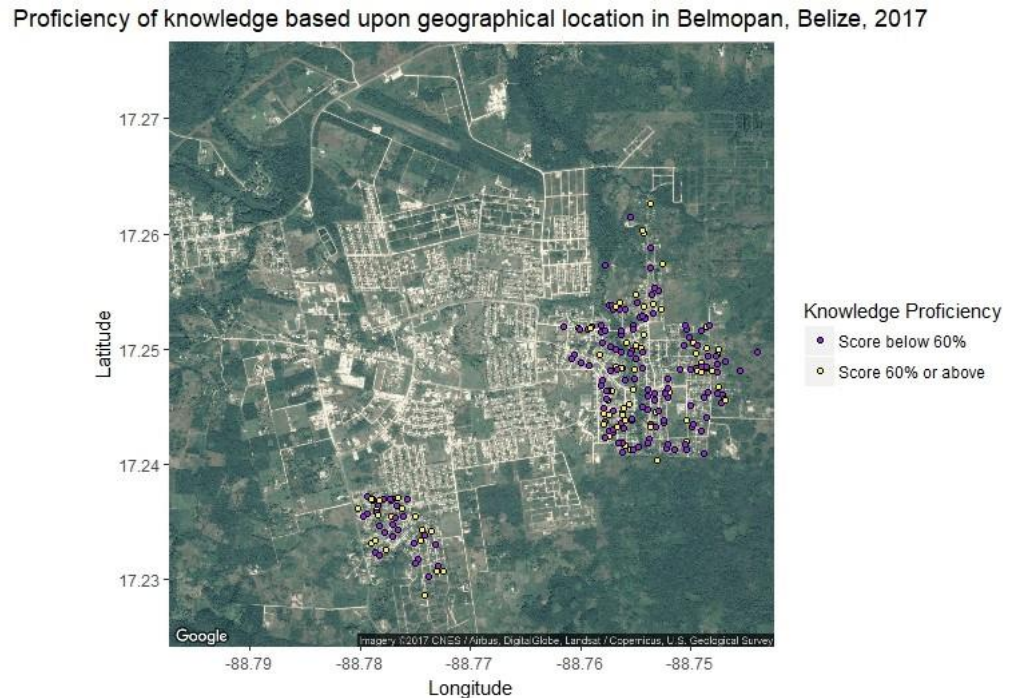 Proficiency of knowledge based upon geographical location in Belmopan, Belize, 2017
17.27
17.26
17.25
17.24
17.23
Latitude
Knowledge Proficiency
Score below 60%
Score 60% or above
Google
Imagery ©2017 CNES / Airbus, DigitalGlobe, Landsat / Copernicus, U.S. Geological Survey
-88.79 -88.78 -88.77 -88.76 -88.75
Longitude